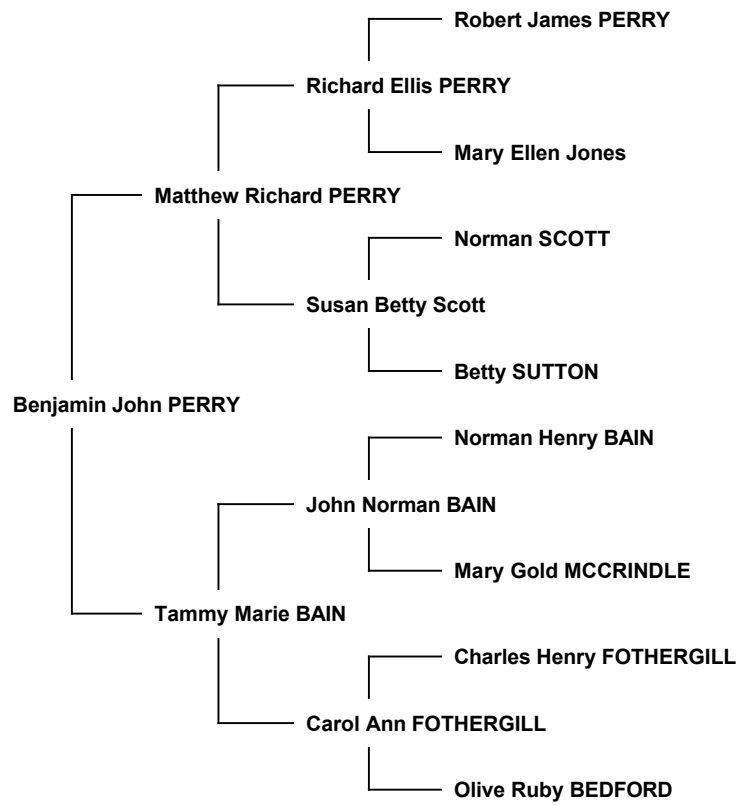 Robert James PERRY
Richard Ellis PERRY
Mary Ellen Jones
Matthew Richard PERRY
Norman SCOTT
Susan Betty Scott
Betty SUTTON
Benjamin John PERRY
Norman Henry BAIN
John Norman BAIN
Mary Gold MCCRINDLE
Tammy Marie BAIN
Charles Henry FOTHERGILL
Carol Ann FOTHERGILL
Olive Ruby BEDFORD